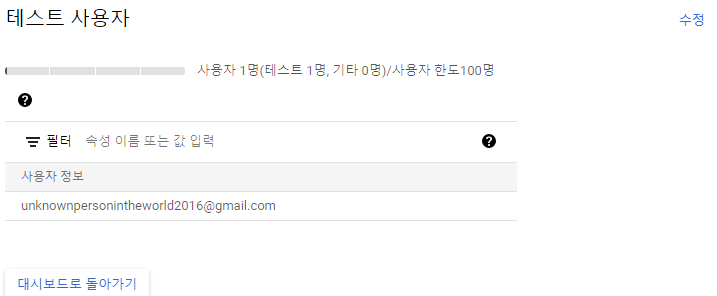 테스트 사용자
수정
사용자 1명(테스트 1명, 기타 0명)/사용자 한도100명
필터 속성 이름 또는 값 입력
사용자 정보
unknownpersonintheworld2016@gmail.com
대시보드로 돌아가기